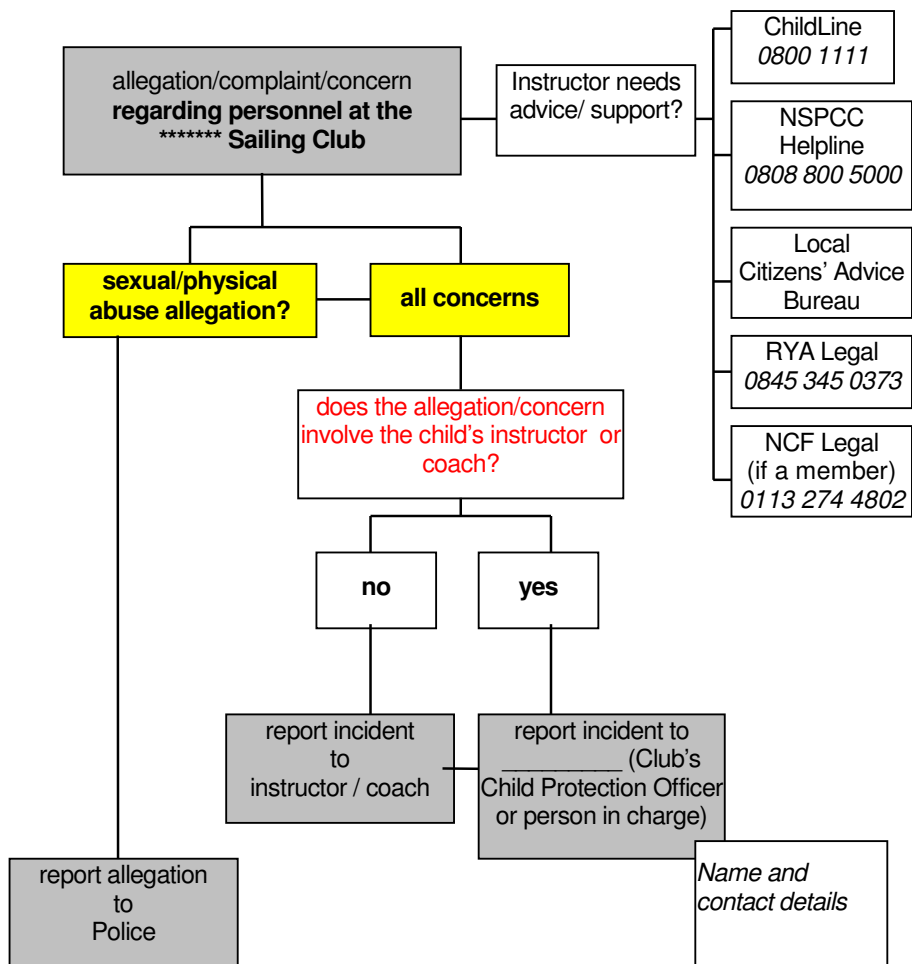 allegation/complaint/concern
regarding personnel at the
******* Sailing Club
Instructor needs
advice/ support?
ChildLine
0800 1111
NSPCC
Helpline
0808 800 5000
Local
Citizens’ Advice
Bureau
RYA Legal
0845 345 0373
NCF Legal
(if a member)
0113 274 4802
sexual/physical
abuse allegation?
all concerns
does the allegation/concern
involve the child’s instructor or
coach?
no
yes
report incident
to
instructor / coach
report incident to
_________ (Club’s
Child Protection Officer
or person in charge)
Name and
contact details
report allegation
to
Police